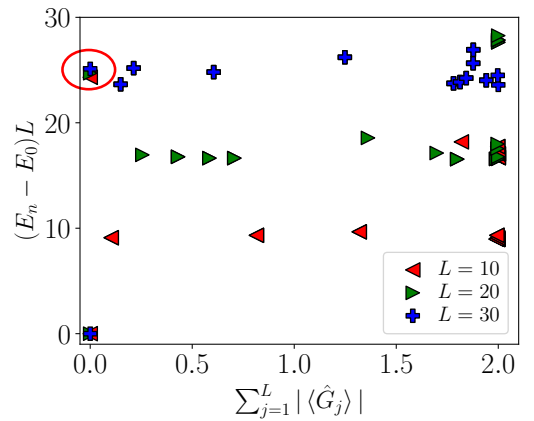 30
20
10
0
(E_n − E_0)L
L = 10
L = 20
L = 30
0.0 0.5 1.0 1.5 2.0
∑_{j=1}^{L} | ⟨Ĝ_j⟩ |